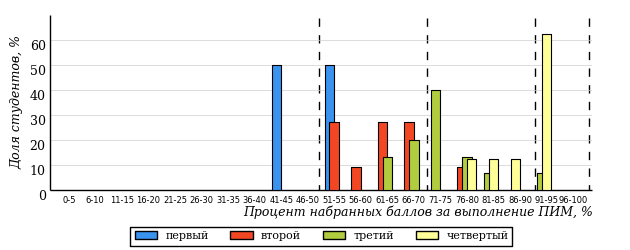 Доля студентов, %
60
50
40
30
20
10
0
0-5 6-10 11-15 16-20 21-25 26-30 31-35 36-40 41-45 46-50 51-55 56-60 61-65 66-70 71-75 76-80 81-85 86-90 91-95 96-100
Процент набранных баллов за выполнение ПИМ, %
первый второй третий четвертый